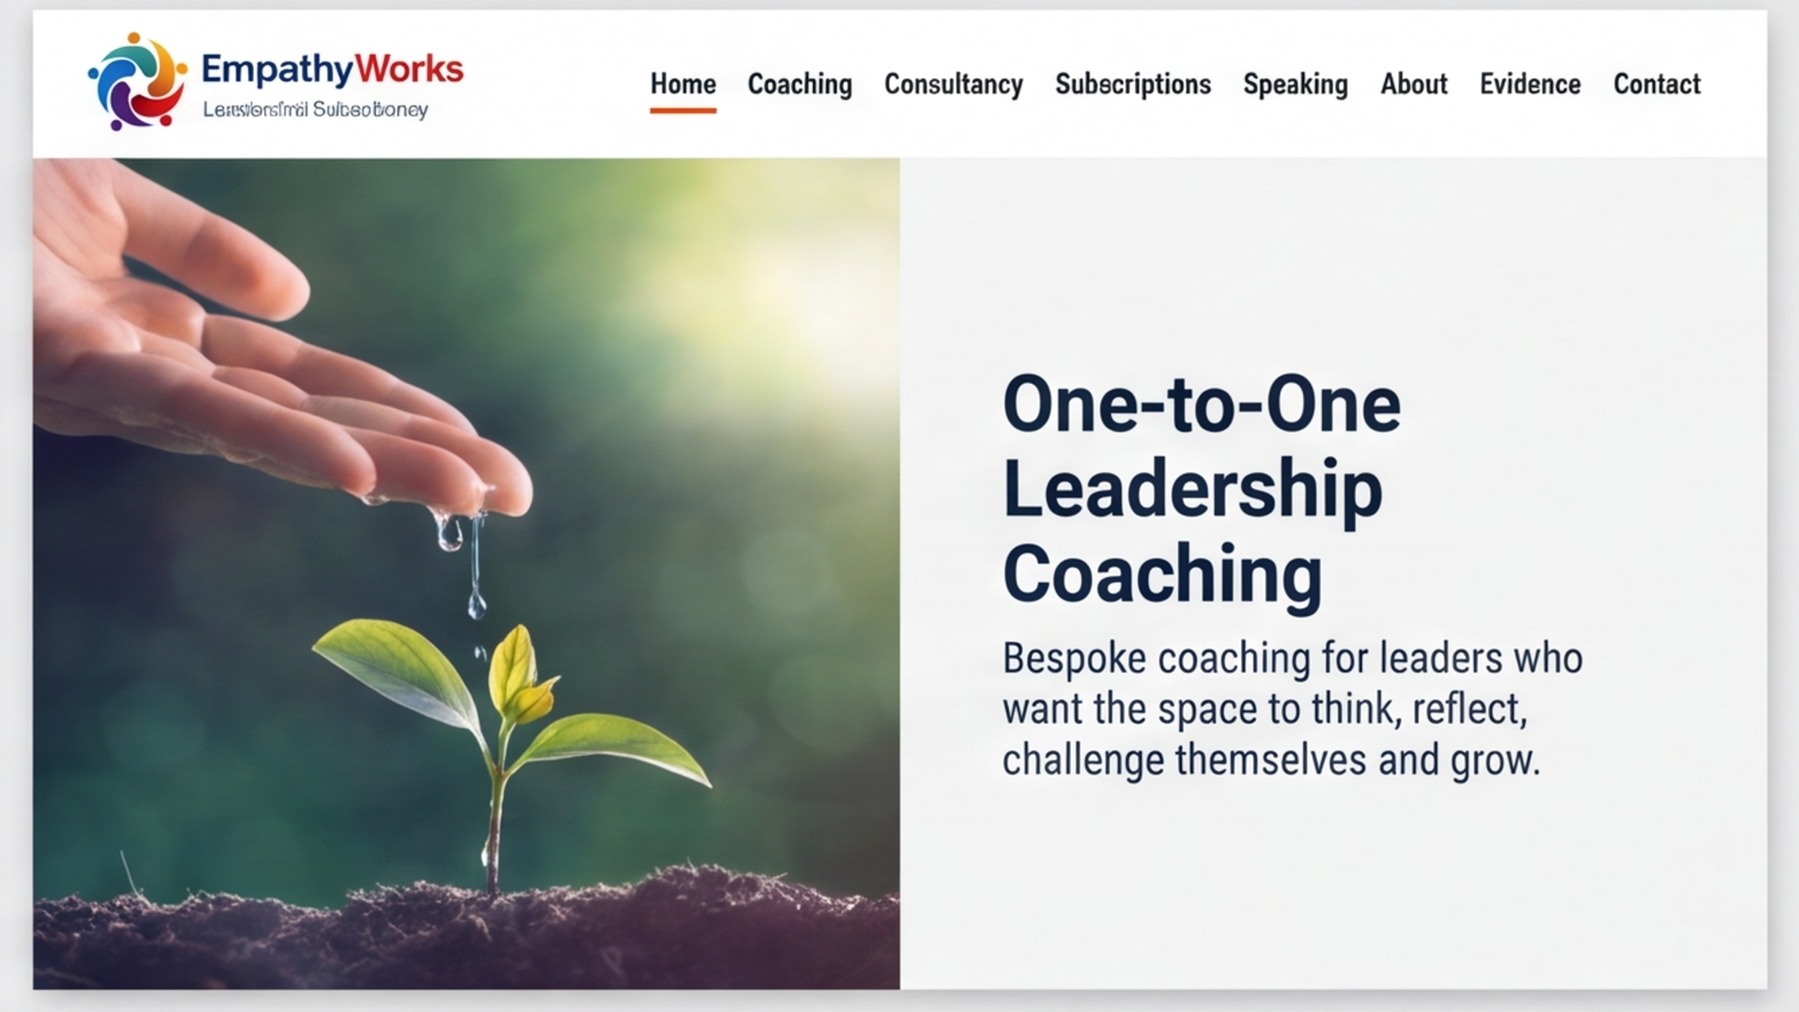 EmpathyWorks
Home Coaching Consultancy Subscriptions Speaking About Evidence Contact
One-to-One
Leadership
Coaching
Bespoke coaching for leaders who
want the space to think, reflect,
challenge themselves and grow.